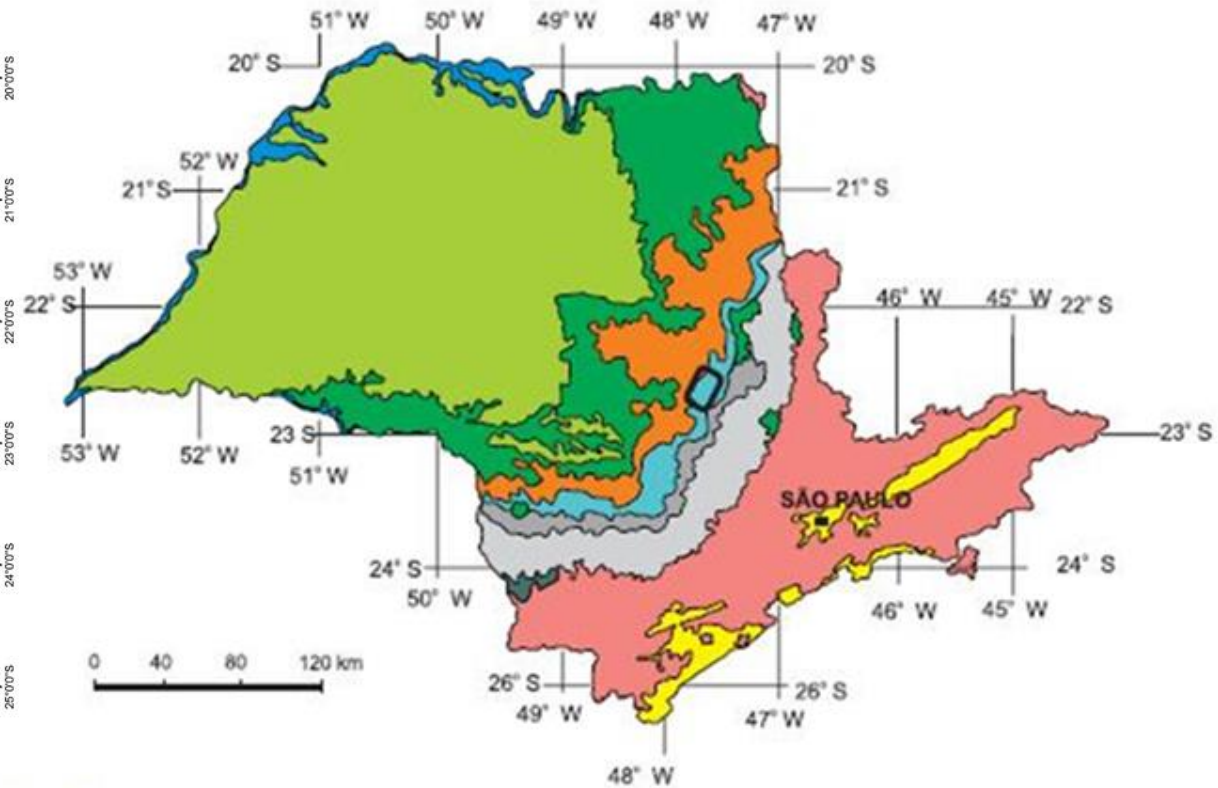 51° W 50° W 49° W 48° W 47° W
20° S 20° S
20°0'0"S
52° W
21° S 21° S
21°0'0"S
53° W
22° S 46° W 45° W 22° S
22°0'0"S
23 S 23° S
23°0'0"S
53° W 52° W 51° W
SÃO PAULO
24° S 24° S
24°0'0"S
50° W 46° W 45° W
0 40 80 120 km
26° S 26° S
25°0'0"S
49° W 47° W
48° W